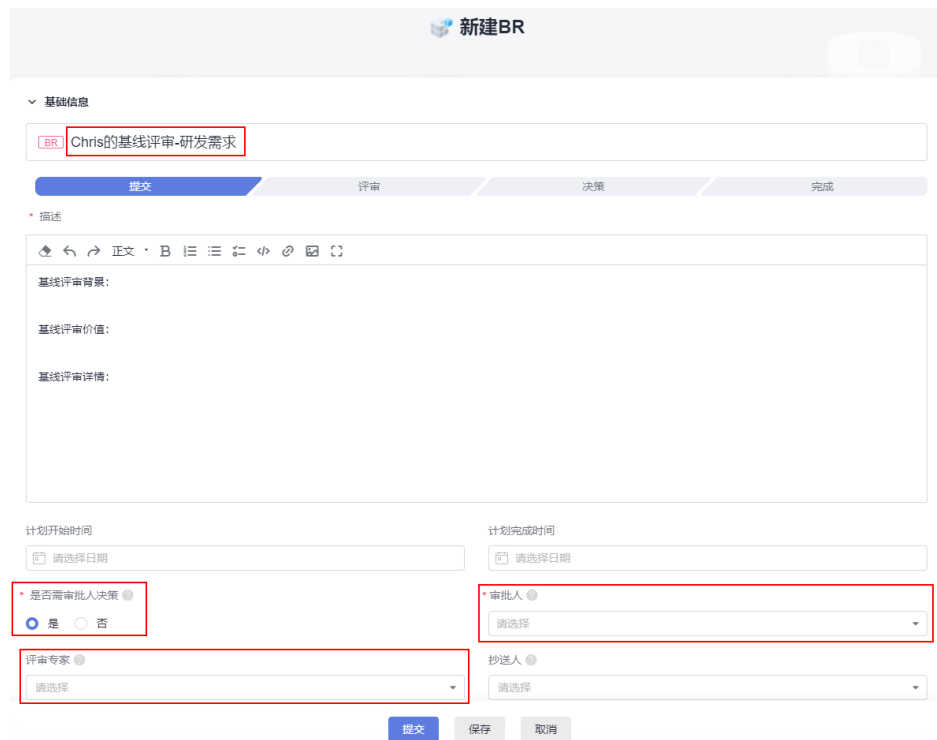 新建BR
基础信息
BR Chris的基线评审-研发需求
提交 评审 决策 完成
* 描述
正文 B
基线评审背景：
基线评审价值：
基线评审详情：
计划开始时间 计划完成时间
请选择日期 请选择日期
* 是否需审批人决策 * 审批人
是 否 请选择
评审专家 抄送人
请选择 请选择
提交 保存 取消